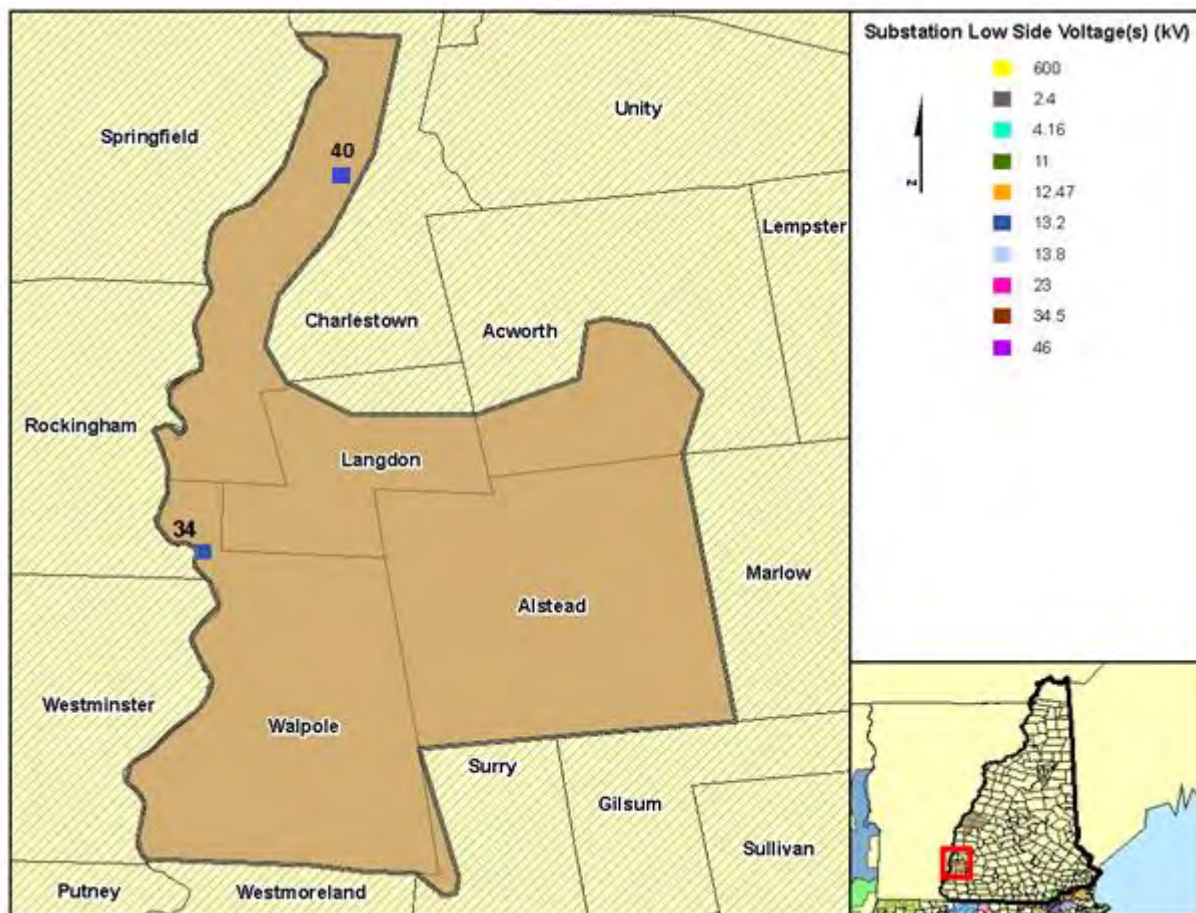 Substation Low Side Voltage(s) (kV)
600
2.4
4.16
11
12.47
13.2
13.8
23
34.5
46
N
Springfield
Unity
40
Lempster
Charlestown
Acworth
Rockingham
Langdon
34
Marlow
Alstead
Westminster
Walpole
Surry
Gilsum
Sullivan
Putney
Westmoreland